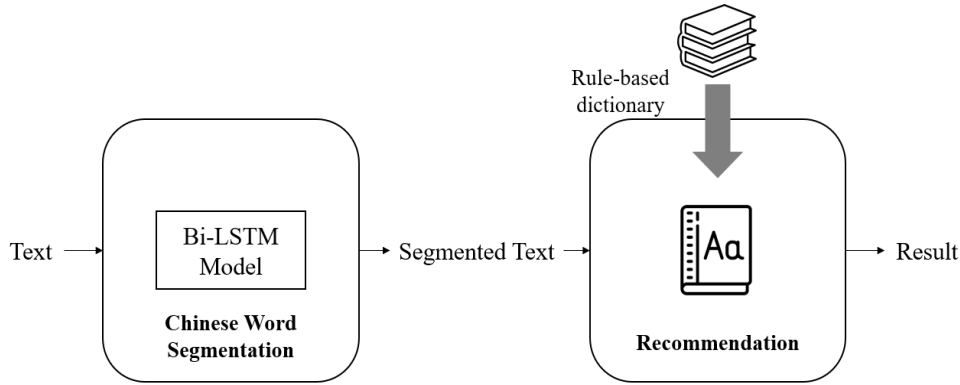 Rule-based
dictionary
Text
Bi-LSTM
Model
Chinese Word
Segmentation
Segmented Text
Aa
Recommendation
Result